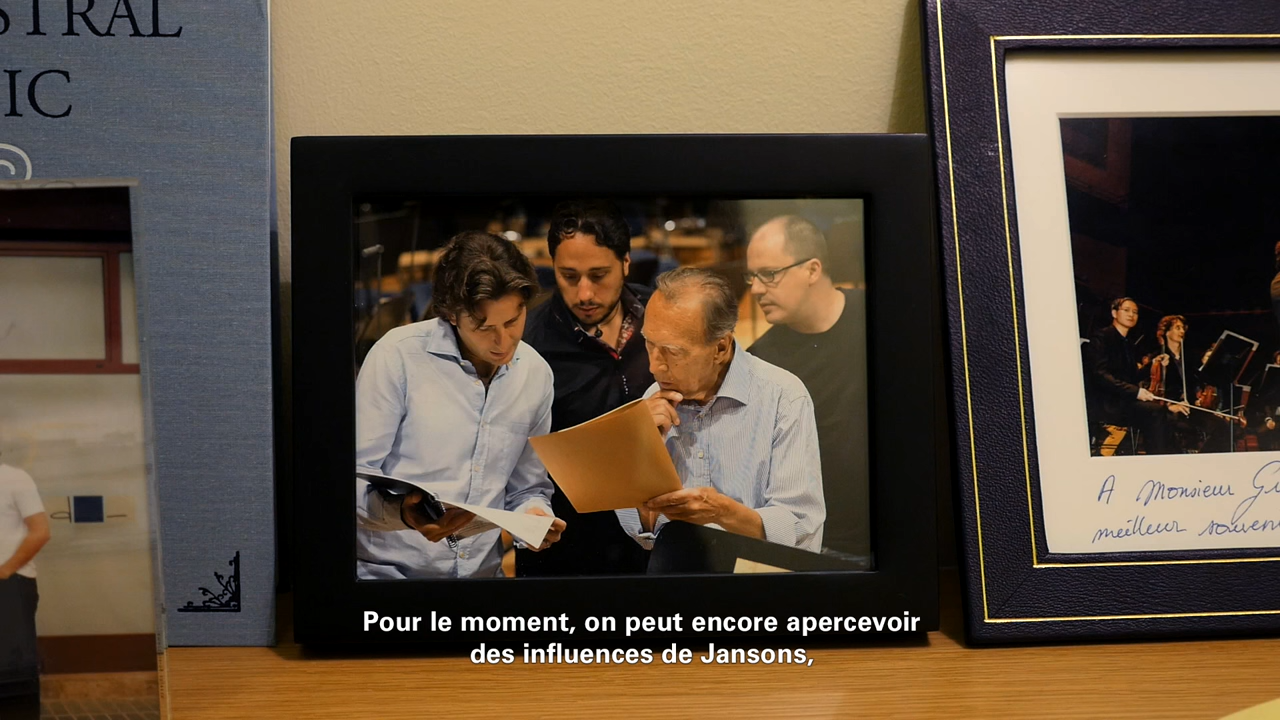 STRAL
IC
A Monsieur
meilleur
Pour le moment, on peut encore apercevoir
des influences de Jansons,